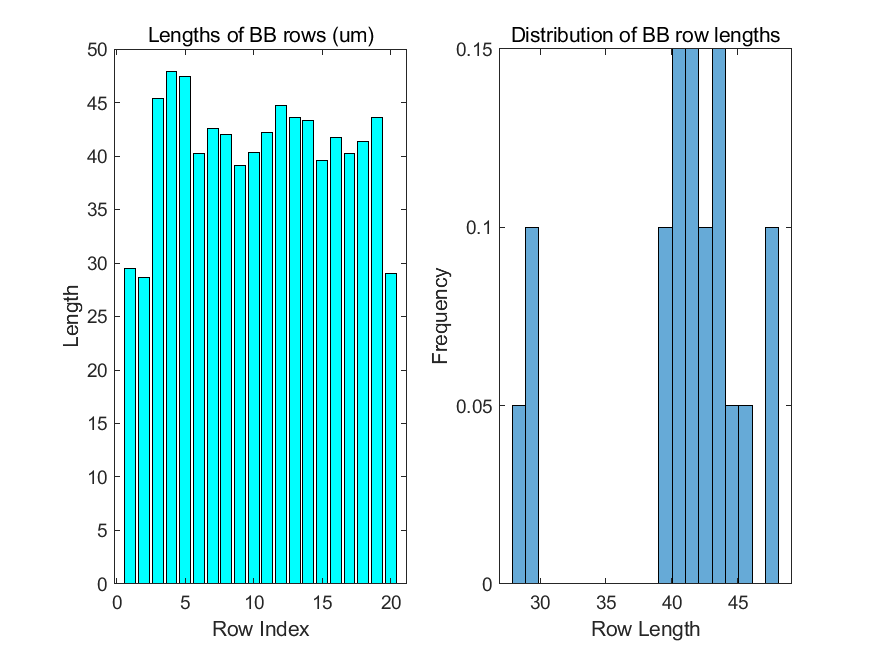 Lengths of BB rows (um)
50
45
40
35
30
25
20
15
10
5
0
Length
0 5 10 15 20
Row Index
Distribution of BB row lengths
0.15
0.1
0.05
0
Frequency
30 35 40 45
Row Length